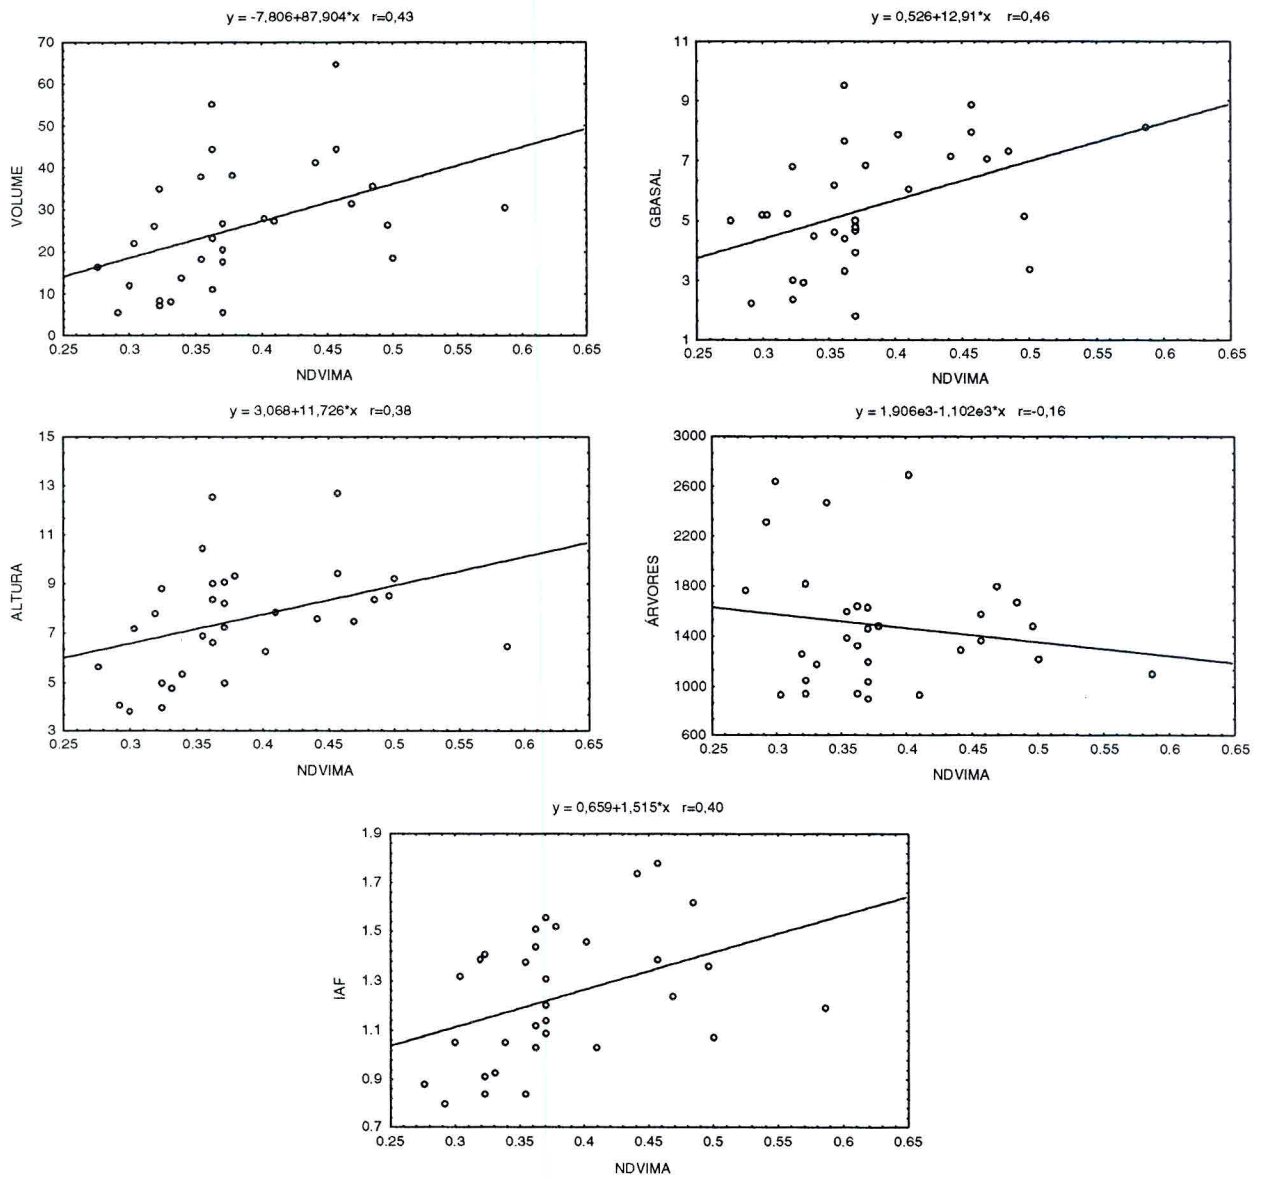 y = -7,806+87,904*x r=0,43
70
60
50
40
30
20
10
0
VOLUME
0.25 0.3 0.35 0.4 0.45 0.5 0.55 0.6 0.65
NDVIMA
y = 0,526+12,91*x r=0,46
11
9
7
5
3
1
GBASAL
0.25 0.3 0.35 0.4 0.45 0.5 0.55 0.6 0.65
NDVIMA
y = 3,068+11,726*x r=0,38
15
13
11
9
7
5
3
ALTURA
0.25 0.3 0.35 0.4 0.45 0.5 0.55 0.6 0.65
NDVIMA
y = 1,906e3-1,102e3*x r=-0,16
3000
2600
2200
1800
1400
1000
600
ÁRVORES
0.25 0.3 0.35 0.4 0.45 0.5 0.55 0.6 0.65
NDVIMA
y = 0,659+1,515*x r=0,40
1.9
1.7
1.5
1.3
1.1
0.9
0.7
IAF
0.25 0.3 0.35 0.4 0.45 0.5 0.55 0.6 0.65
NDVIMA